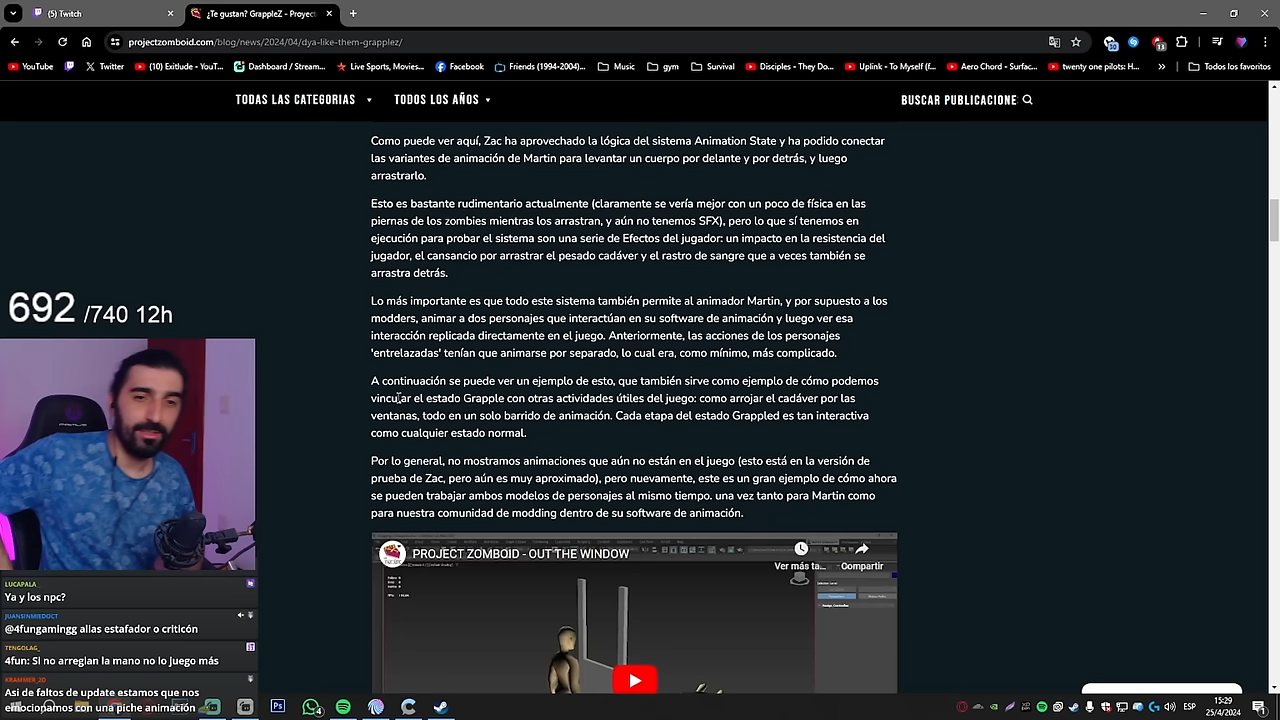 (5) Twitch
¿Te gustan? GrappleZ - Proyec
projectzomboid.com/blog/news/2024/04/dya-like-them-grapplez/
YouTube
Twitter
(10) Exitude - YouT...
Dashboard / Stream...
Live Sports, Movies...
Facebook
Friends (1994-2004)...
Music
gym
Survival
Disciples - They Do...
Uplink - To Myself (f...
Aero Chord - Surfac...
twenty one pilots: H...
Todos los favoritos
TODAS LAS CATEGORIAS
TODOS LOS AÑOS
BUSCAR PUBLICACIONE
Como puede ver aquí, Zac ha aprovechado la lógica del sistema Animation State y ha podido conectar
las variantes de animación de Martin para levantar un cuerpo por delante y por detrás, y luego
arrastrarlo.
Esto es bastante rudimentario actualmente (claramente se vería mejor con un poco de física en las
piernas de los zombies mientras los arrastran, y aún no tenemos SFX), pero lo que sí tenemos en
ejecución para probar el sistema son una serie de Efectos del jugador: un impacto en la resistencia del
jugador, el cansancio por arrastrar el pesado cadáver y el rastro de sangre que a veces también se
arrastra detrás.
Lo más importante es que todo este sistema también permite al animador Martin, y por supuesto a los
modders, animar a dos personajes que interactúan en su software de animación y luego ver esa
interacción replicada directamente en el juego. Anteriormente, las acciones de los personajes
'entrelazadas' tenían que animarse por separado, lo cual era, como mínimo, más complicado.
A continuación se puede ver un ejemplo de esto, que también sirve como ejemplo de cómo podemos
vincular el estado Grapple con otras actividades útiles del juego: como arrojar el cadáver por las
ventanas, todo en un solo barrido de animación. Cada etapa del estado Grappled es tan interactiva
como cualquier estado normal.
Por lo general, no mostramos animaciones que aún no están en el juego (esto está en la versión de
prueba de Zac, pero aún es muy aproximado), pero nuevamente, este es un gran ejemplo de cómo ahora
se pueden trabajar ambos modelos de personajes al mismo tiempo. una vez tanto para Martin como
para nuestra comunidad de modding dentro de su software de animación.
PROJECT ZOMBOID - OUT THE WINDOW
Ver más ta...
Compartir
692 /740 12h
LUCAPALA_
Ya y los npc?
JUANSINMIEDOCT
@4fungamingg alias estafador o criticón
TENGOLAG_
4fun: Si no arreglan la mano no lo juego más
KRAMMER_2D
Asi de faltos de update estamos que nos
emocionamos con una piche animación
ESP
15:29
25/4/2024